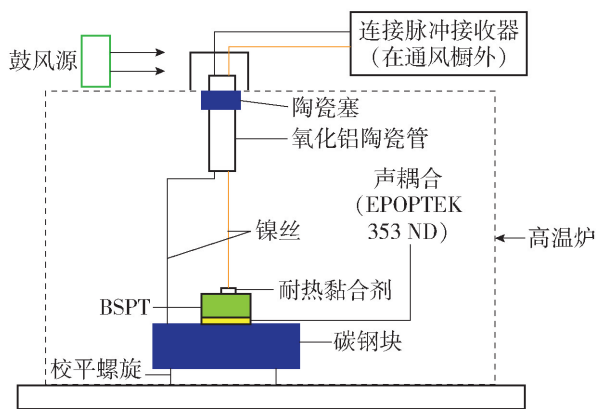 连接脉冲接收器
（在通风橱外）
鼓风源
陶瓷塞
氧化铝陶瓷管
声耦合
（EPOPTEK
353 ND）
镍丝
高温炉
耐热黏合剂
BSPT
碳钢块
校平螺旋